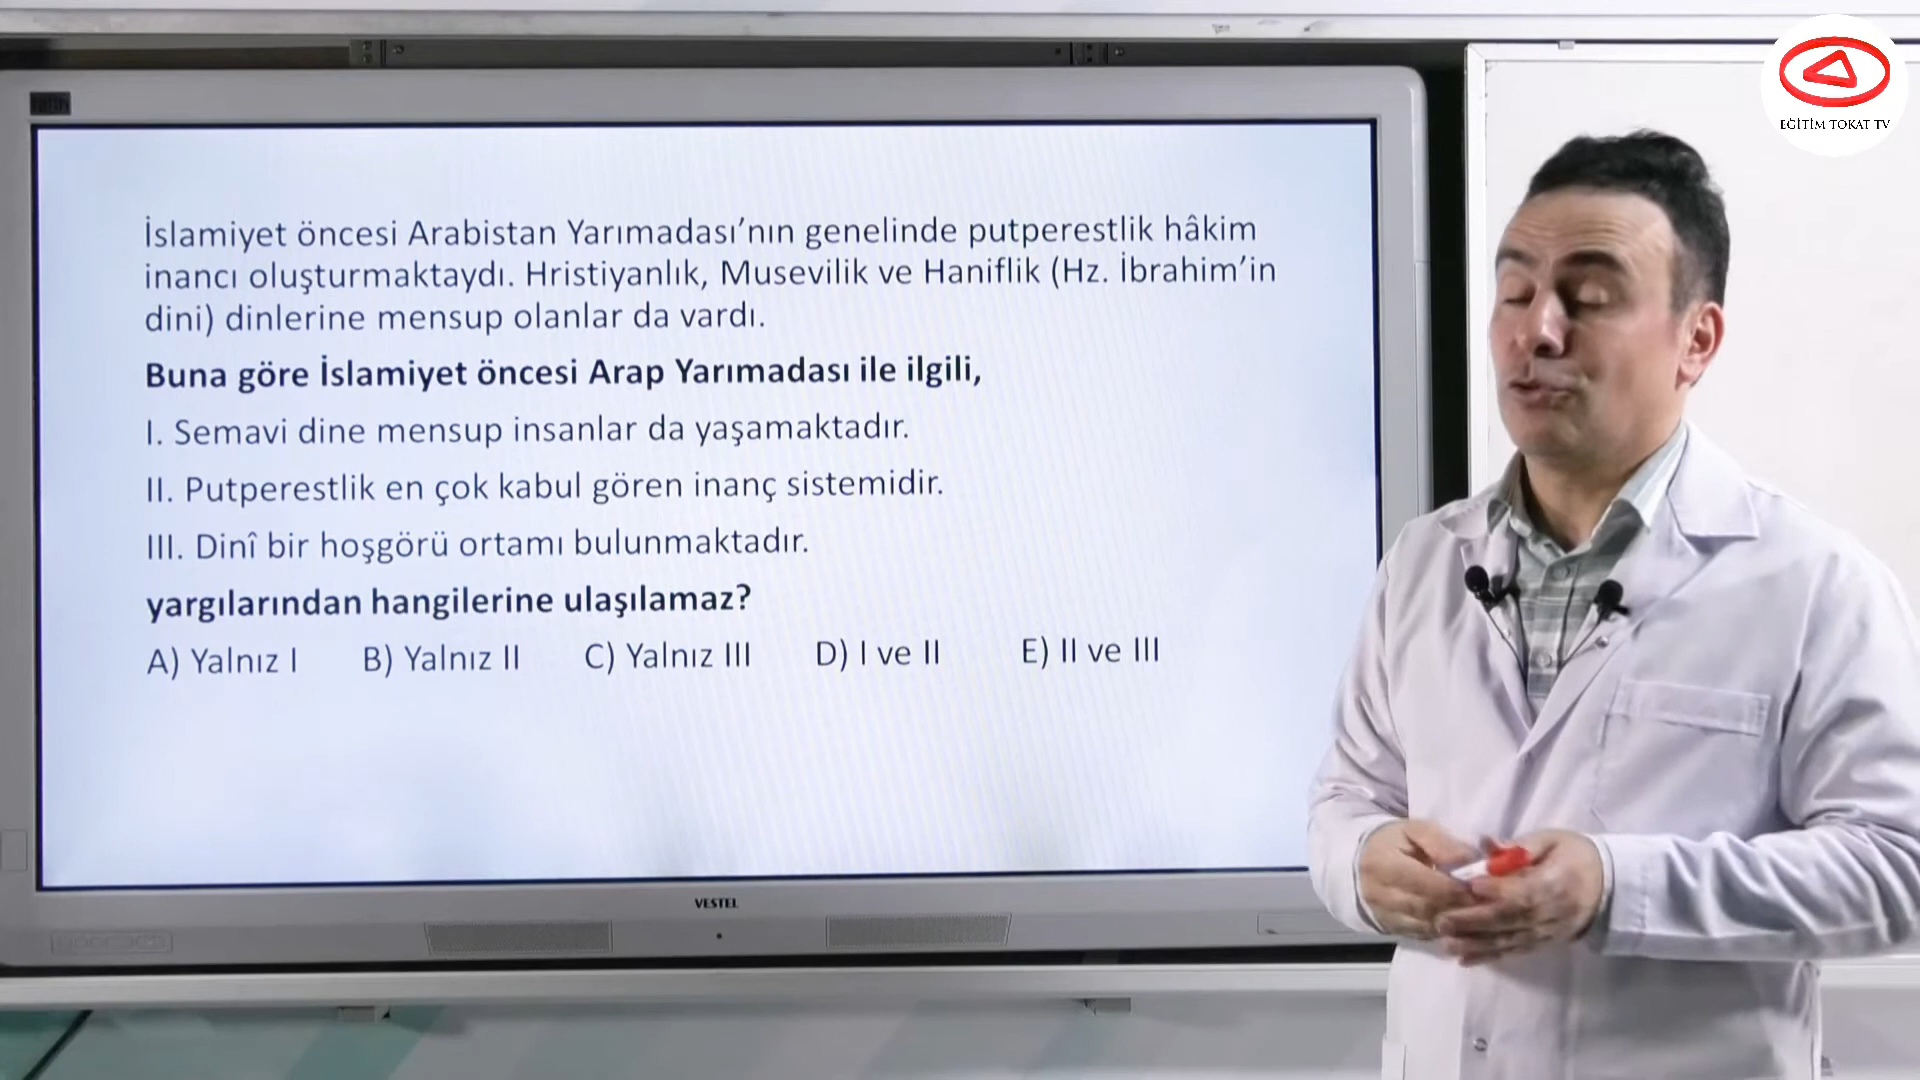 EĞİTİM TOKAT TV
İslamiyet öncesi Arabistan Yarımadası’nın genelinde putperestlik hâkim
inancı oluşturmaktaydı. Hristiyanlık, Musevilik ve Haniflik (Hz. İbrahim’in
dini) dinlerine mensup olanlar da vardı.
Buna göre İslamiyet öncesi Arap Yarımadası ile ilgili,
I. Semavi dine mensup insanlar da yaşamaktadır.
II. Putperestlik en çok kabul gören inanç sistemidir.
III. Dinî bir hoşgörü ortamı bulunmaktadır.
yargılarından hangilerine ulaşılamaz?
A) Yalnız I B) Yalnız II C) Yalnız III D) I ve II E) II ve III
VESTEL